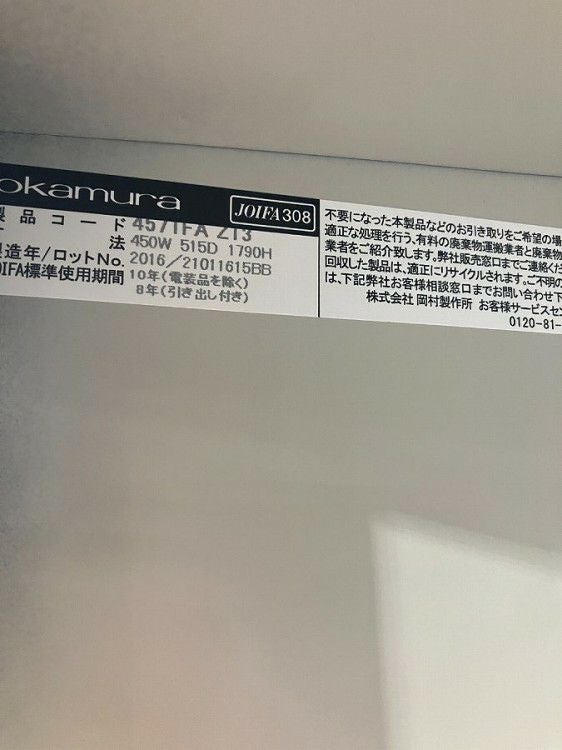 okamura
JOIFA308
製品コード 4571FA Z13
寸法 450W 515D 1790H
製造年/ロットNo. 2016/21011615BB
JOIFA標準使用期間 10年(電装品を除く)
8年(引き出し付き)
不要になった本製品などのお引き取りをご希望の場
適正な処理を行う、有料の廃棄物運搬業者と廃棄物
業者をご紹介致します。弊社販売窓口までご連絡くだ
回収した製品は、適正にリサイクルされます。ご不明の
は、下記弊社お客様相談窓口までお問い合わせ下
株式会社 岡村製作所 お客様サービスセン
0120-81-